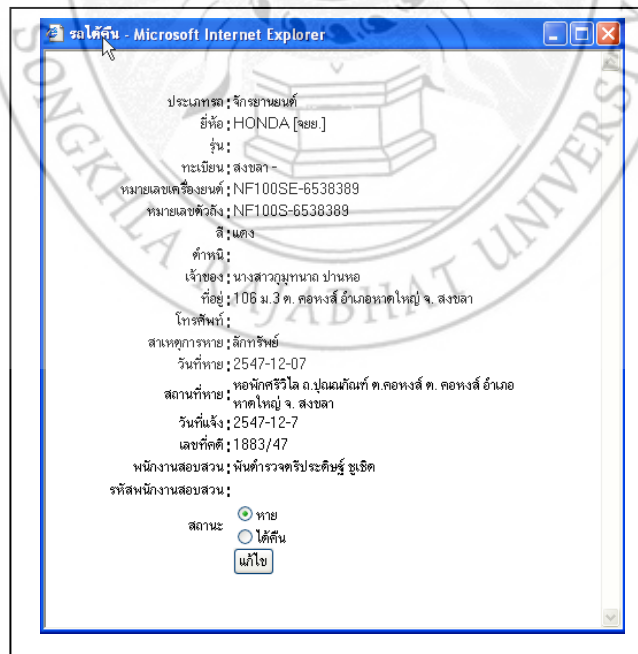 รถได้คืน - Microsoft Internet Explorer
ประเภทรถ : จักรยานยนต์
ยี่ห้อ : HONDA [จยย.]
รุ่น :
ทะเบียน : สงขลา -
หมายเลขเครื่องยนต์ : NF100SE-6538389
หมายเลขตัวถัง : NF100S-6538389
สี : แดง
ตำหนิ :
เจ้าของ : นางสาวกุมุทนาถ ปานหอ
ที่อยู่ : 106 ม.3 ต. คอหงส์ อำเภอหาดใหญ่ จ. สงขลา
โทรศัพท์ :
สาเหตุการหาย : ลักทรัพย์
วันที่หาย : 2547-12-07
สถานที่หาย : หอพักศรีวิไล ถ.ปุณณกัณฑ์ ต.คอหงส์ ต. คอหงส์ อำเภอ
หาดใหญ่ จ. สงขลา
วันที่แจ้ง : 2547-12-7
เลขที่คดี : 1883/47
พนักงานสอบสวน : พันตำรวจตรีประดิษฐ์ ชูเชิด
รหัสพนักงานสอบสวน :
สถานะ
หาย
ได้คืน
แก้ไข
SONGKHLA RAJABHAT UNIVERSITY